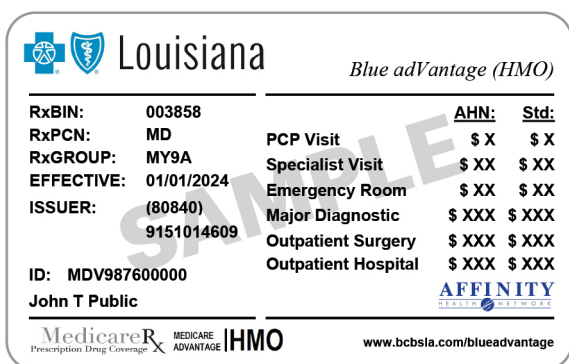 Louisiana
Blue adVantage (HMO)
RxBIN: 003858
RxPCN: MD
RxGROUP: MY9A
EFFECTIVE: 01/01/2024
ISSUER: (80840)
9151014609
ID: MDV987600000
John T Public
AHN: Std:
PCP Visit $ X $ X
Specialist Visit $ XX $ XX
Emergency Room $ XX $ XX
Major Diagnostic $ XXX $ XXX
Outpatient Surgery $ XXX $ XXX
Outpatient Hospital $ XXX $ XXX
SAMPLE
AFFINITY
HEALTH NETWORK
MedicareRx
Prescription Drug Coverage
MEDICARE
ADVANTAGE
HMO
www.bcbsla.com/blueadvantage